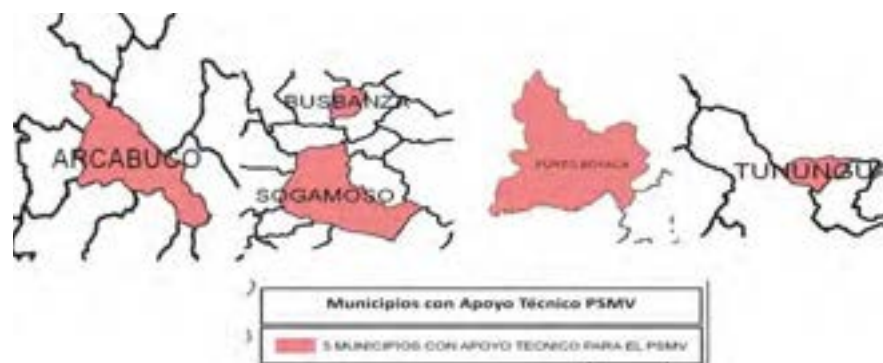 BUSBANZA
ARCABUCO
SOGAMOSO
PUERTO BOYACA
TUNUNGUA
Municipios con Apoyo Técnico PSMV
5 MUNICIPIOS CON APOYO TECNICO PARA EL PSMV